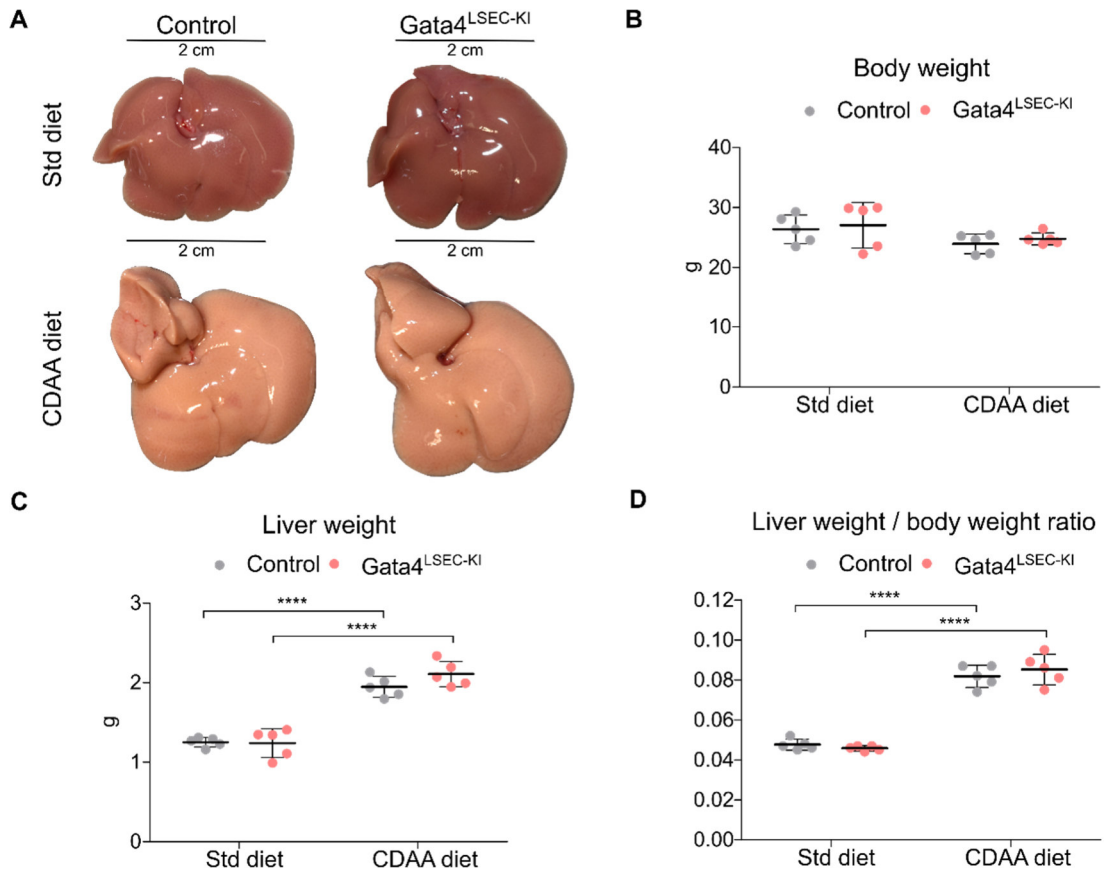 A
Control
Gata4LSEC-KI
2 cm
2 cm
Std diet
2 cm
2 cm
CDAA diet
B
Body weight
Control
Gata4LSEC-KI
40
30
20
10
0
g
Std diet
CDAA diet
C
Liver weight
Control
Gata4LSEC-KI
****
****
3
2
1
0
g
Std diet
CDAA diet
D
Liver weight / body weight ratio
Control
Gata4LSEC-KI
****
****
0.12
0.10
0.08
0.06
0.04
0.02
0.00
Std diet
CDAA diet